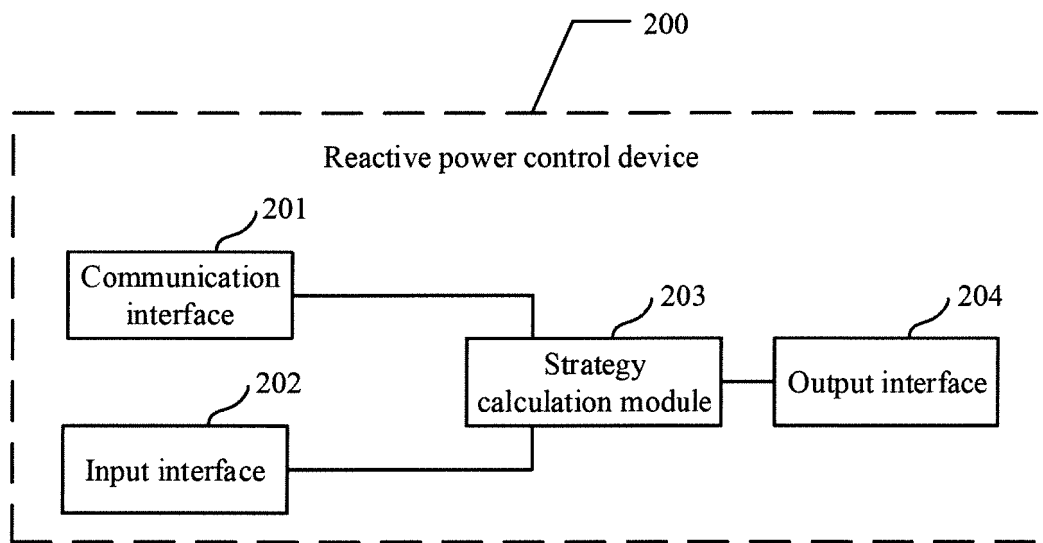 200
Reactive power control device
201
Communication
interface
203
204
Strategy
calculation module
Output interface
202
Input interface